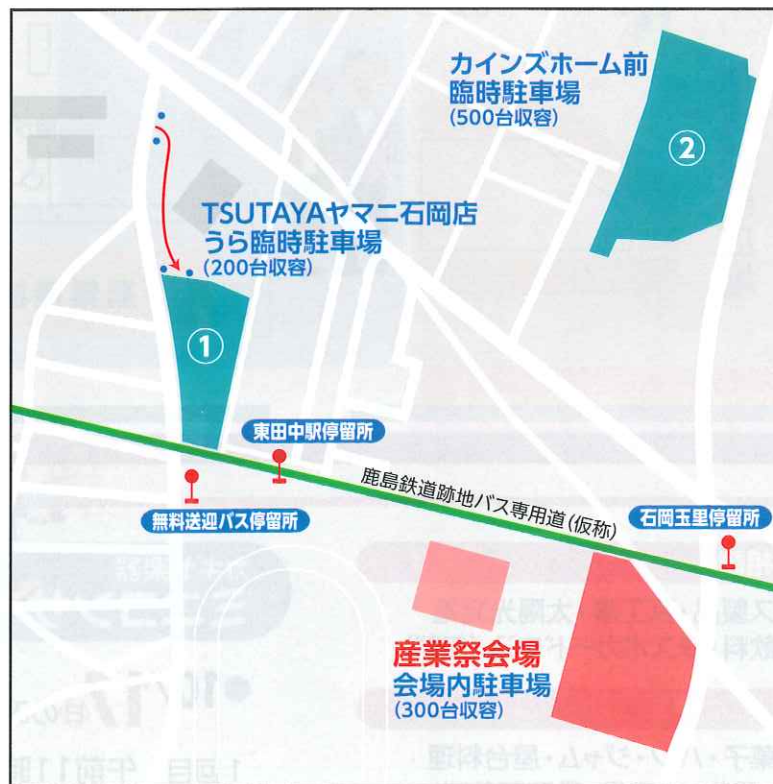 カインズホーム前
臨時駐車場
(500台収容)
②
TSUTAYAヤマニ石岡店
うら臨時駐車場
(200台収容)
①
東田中駅停留所
鹿島鉄道跡地バス専用道(仮称)
無料送迎バス停留所
石岡玉里停留所
産業祭会場
会場内駐車場
(300台収容)